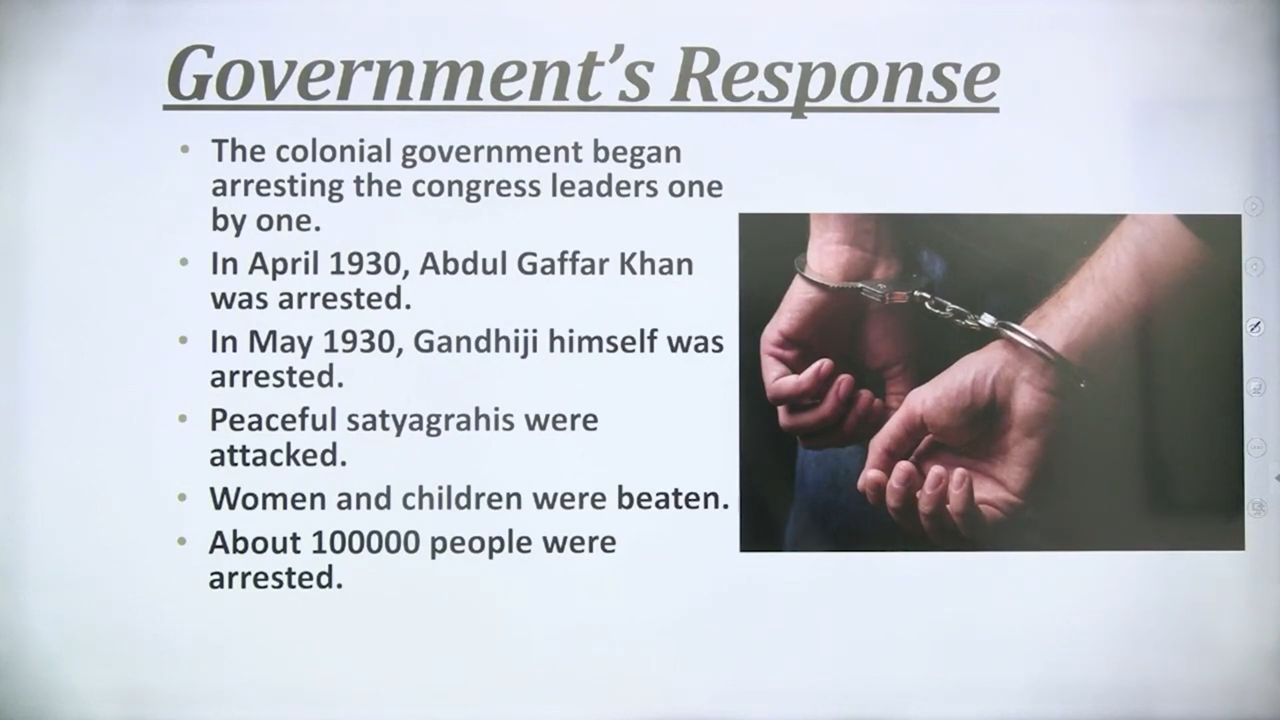 Government's Response
• The colonial government began
arresting the congress leaders one
by one.
• In April 1930, Abdul Gaffar Khan
was arrested.
• In May 1930, Gandhiji himself was
arrested.
• Peaceful satyagrahis were
attacked.
• Women and children were beaten.
• About 100000 people were
arrested.